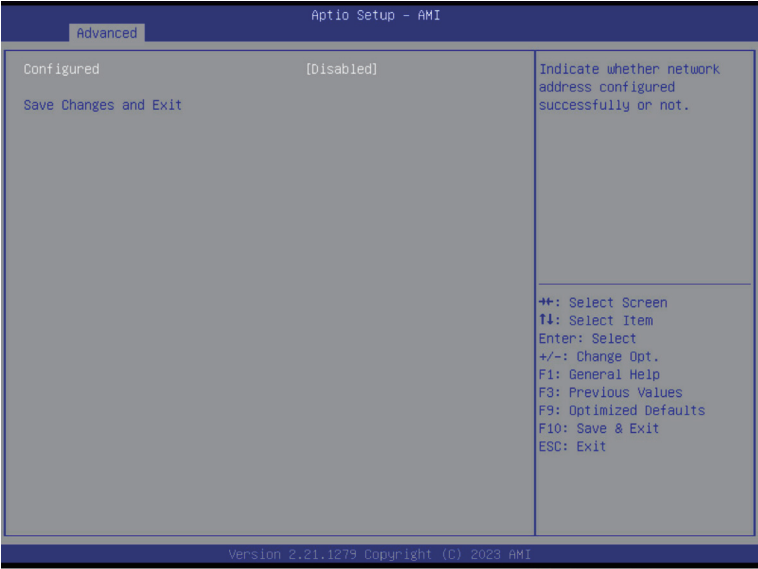 Aptio Setup – AMI
Advanced
Configured [Disabled]
Save Changes and Exit
Indicate whether network
address configured
successfully or not.
→←: Select Screen
↑↓: Select Item
Enter: Select
+/-: Change Opt.
F1: General Help
F3: Previous Values
F9: Optimized Defaults
F10: Save & Exit
ESC: Exit
Version 2.21.1279 Copyright (C) 2023 AMI